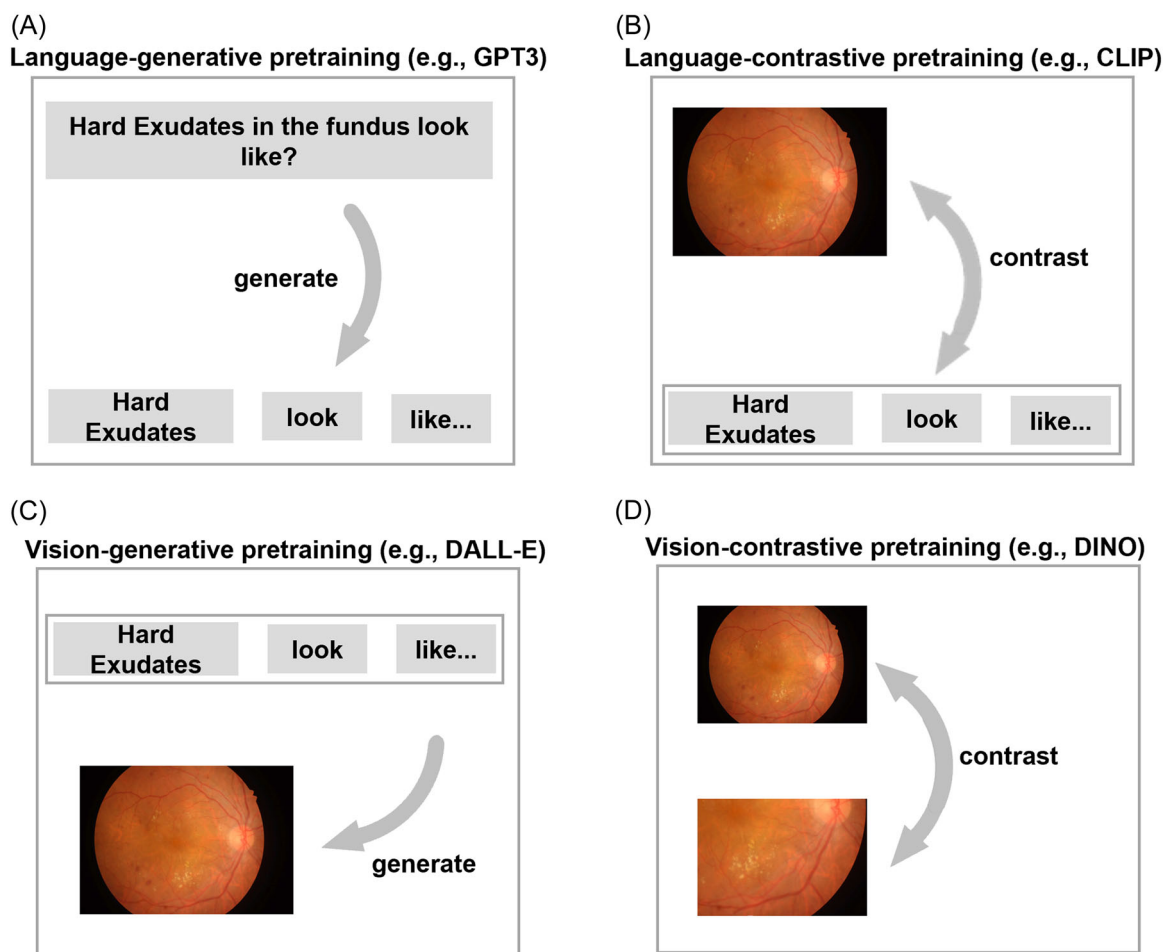 (A)
Language-generative pretraining (e.g., GPT3)
Hard Exudates in the fundus look
like?
generate
Hard
Exudates
look
like...
(B)
Language-contrastive pretraining (e.g., CLIP)
contrast
Hard
Exudates
look
like...
(C)
Vision-generative pretraining (e.g., DALL-E)
Hard
Exudates
look
like...
generate
(D)
Vision-contrastive pretraining (e.g., DINO)
contrast